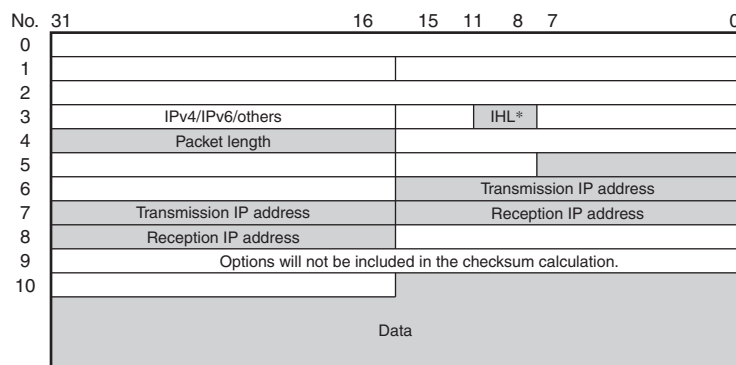 No. 31 16 15 11 8 7 0
0
1
2
3 IPv4/IPv6/others IHL*
4 Packet length
5
6 Transmission IP address
7 Transmission IP address Reception IP address
8 Reception IP address
9 Options will not be included in the checksum calculation.
10
Data